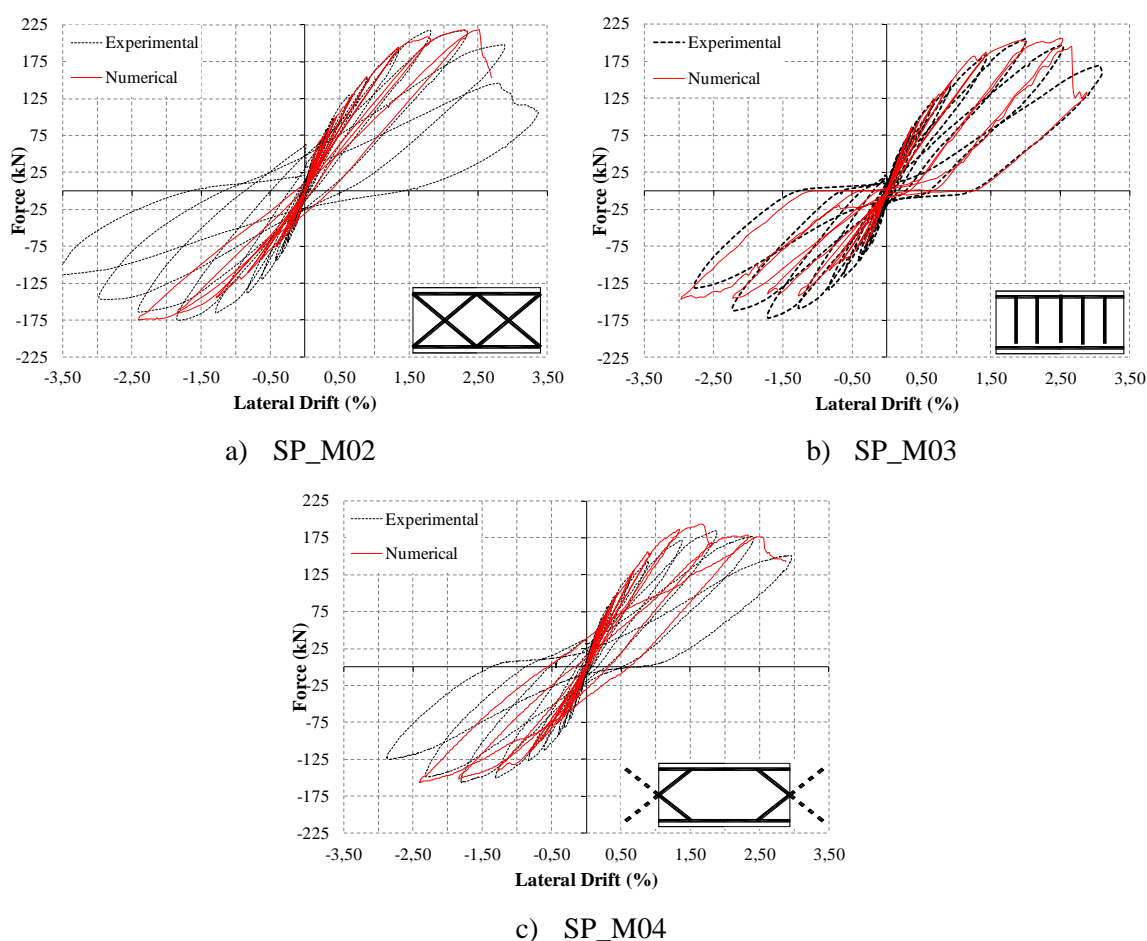 225
175
125
75
25
-25
-75
-125
-175
-225
Force (kN)
Experimental
Numerical
-3,50 -2,50 -1,50 -0,50 0,50 1,50 2,50 3,50
Lateral Drift (%)
a) SP_M02
225
175
125
75
25
-25
-75
-125
-175
-225
Force (kN)
Experimental
Numerical
-3,50 -2,50 -1,50 -0,50 0,50 1,50 2,50 3,50
Lateral Drift (%)
b) SP_M03
225
175
125
75
25
-25
-75
-125
-175
-225
Force (kN)
Experimental
Numerical
-3,50 -2,50 -1,50 -0,50 0,50 1,50 2,50 3,50
Lateral Drift (%)
c) SP_M04